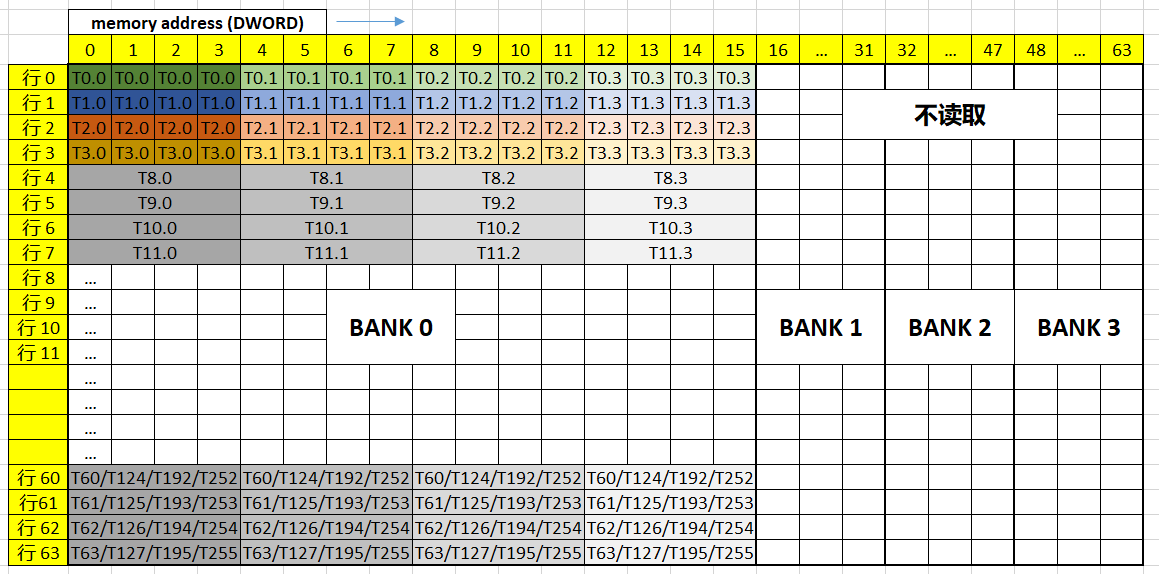 memory address (DWORD)
0 1 2 3 4 5 6 7 8 9 10 11 12 13 14 15 16 ... 31 32 ... 47 48 ... 63
行 0 T0.0 T0.0 T0.0 T0.0 T0.1 T0.1 T0.1 T0.1 T0.2 T0.2 T0.2 T0.2 T0.3 T0.3 T0.3 T0.3
行 1 T1.0 T1.0 T1.0 T1.0 T1.1 T1.1 T1.1 T1.1 T1.2 T1.2 T1.2 T1.2 T1.3 T1.3 T1.3 T1.3
不读取
行 2 T2.0 T2.0 T2.0 T2.0 T2.1 T2.1 T2.1 T2.1 T2.2 T2.2 T2.2 T2.2 T2.3 T2.3 T2.3 T2.3
行 3 T3.0 T3.0 T3.0 T3.0 T3.1 T3.1 T3.1 T3.1 T3.2 T3.2 T3.2 T3.2 T3.3 T3.3 T3.3 T3.3
行 4 T8.0 T8.1 T8.2 T8.3
行 5 T9.0 T9.1 T9.2 T9.3
行 6 T10.0 T10.1 T10.2 T10.3
行 7 T11.0 T11.1 T11.2 T11.3
行 8 ...
行 9 ...
行 10 ... BANK 0 BANK 1 BANK 2 BANK 3
行 11 ...
...
...
...
...
行 60 T60/T124/T192/T252 T60/T124/T192/T252 T60/T124/T192/T252 T60/T124/T192/T252
行61 T61/T125/T193/T253 T61/T125/T193/T253 T61/T125/T193/T253 T61/T125/T193/T253
行 62 T62/T126/T194/T254 T62/T126/T194/T254 T62/T126/T194/T254 T62/T126/T194/T254
行 63 T63/T127/T195/T255 T63/T127/T195/T255 T63/T127/T195/T255 T63/T127/T195/T255